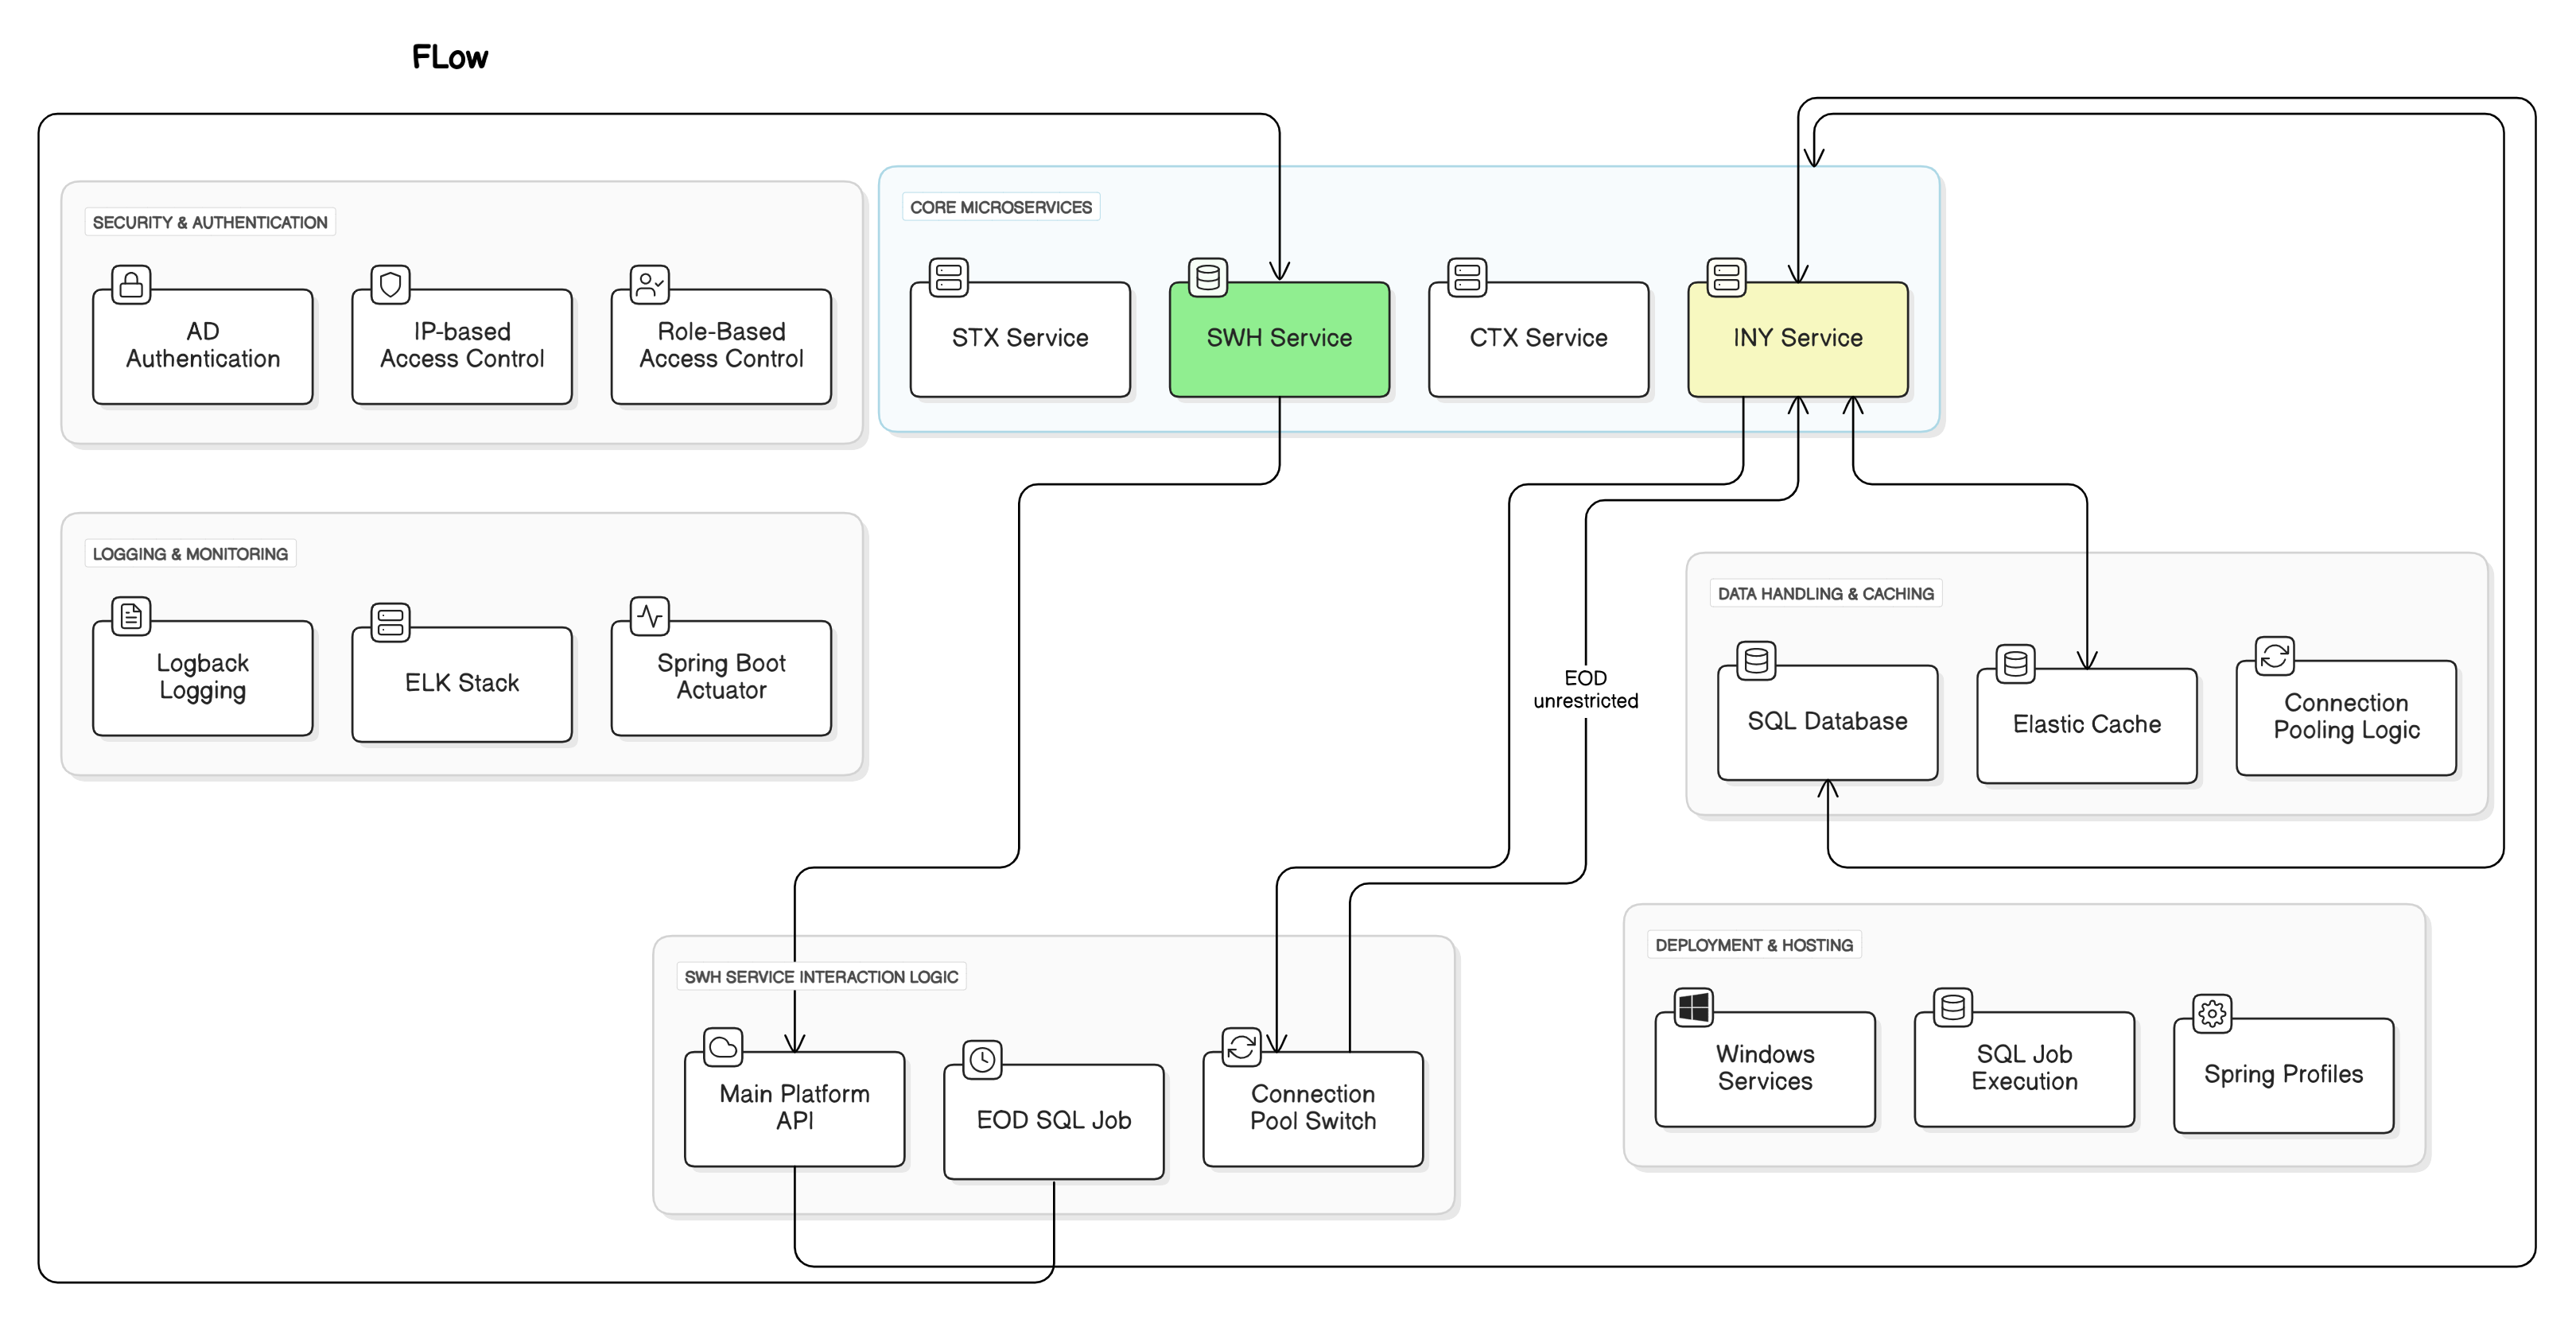 FLow
SECURITY & AUTHENTICATION
AD
Authentication
IP-based
Access Control
Role-Based
Access Control
CORE MICROSERVICES
STX Service
SWH Service
CTX Service
INY Service
LOGGING & MONITORING
Logback
Logging
ELK Stack
Spring Boot
Actuator
EOD
unrestricted
DATA HANDLING & CACHING
SQL Database
Elastic Cache
Connection
Pooling Logic
SWH SERVICE INTERACTION LOGIC
Main Platform
API
EOD SQL Job
Connection
Pool Switch
DEPLOYMENT & HOSTING
Windows
Services
SQL Job
Execution
Spring Profiles